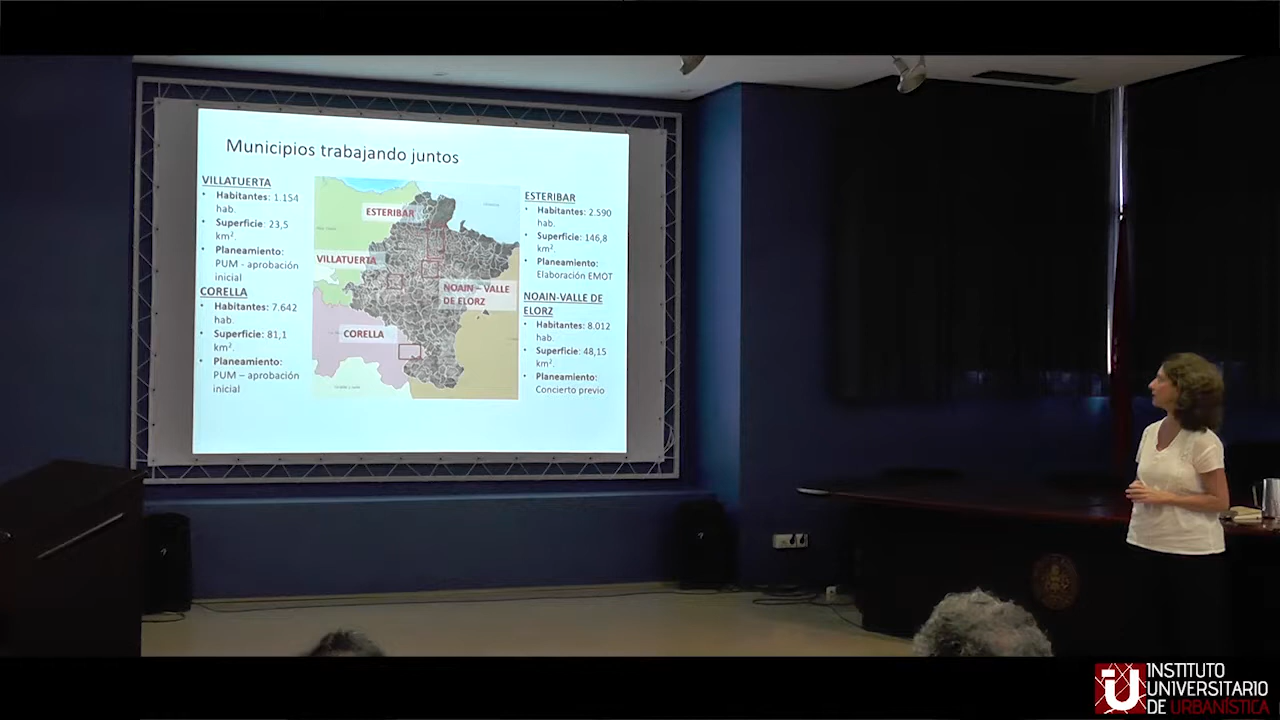 Municipios trabajando juntos
VILLATUERTA
• Habitantes: 1.154
hab.
• Superficie: 23,5
km².
• Planeamiento:
PUM - aprobación
inicial
CORELLA
• Habitantes: 7.642
hab.
• Superficie: 81,1
km².
• Planeamiento:
PUM – aprobación
inicial
ESTERIBAR
VILLATUERTA
NOAIN – VALLE
DE ELORZ
CORELLA
ESTERIBAR
• Habitantes: 2.590
hab.
• Superficie: 146,8
km².
• Planeamiento:
Elaboración EMOT
NOAIN-VALLE DE
ELORZ
• Habitantes: 8.012
hab.
• Superficie: 48,15
km².
• Planeamiento:
Concierto previo
INSTITUTO
UNIVERSITARIO
DE URBANÍSTICA